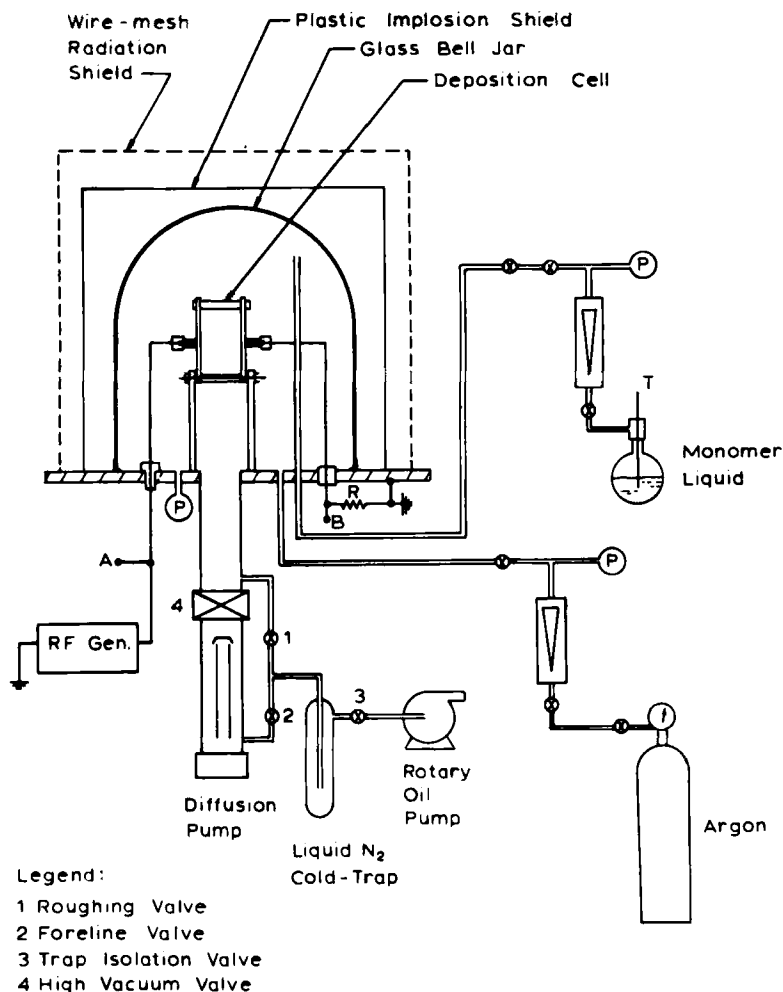 Wire-mesh
Radiation
Shield
Plastic Implosion Shield
Glass Bell Jar
Deposition Cell
P
T
Monomer
Liquid
R
B
P
A
P
4
RF Gen.
1
2
3
Diffusion
Pump
Rotary
Oil
Pump
Liquid N₂
Cold-Trap
Argon
Legend:
1 Roughing Valve
2 Foreline Valve
3 Trap Isolation Valve
4 High Vacuum Valve